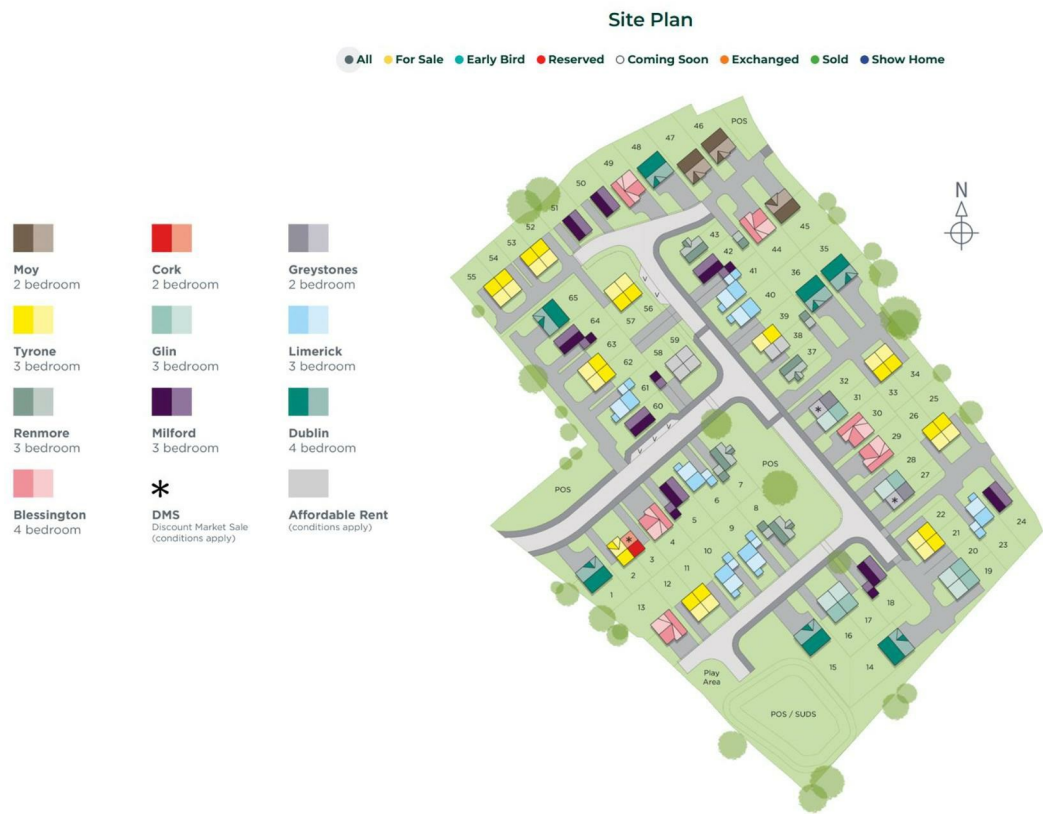 Site Plan
All For Sale Early Bird Reserved Coming Soon Exchanged Sold Show Home
Moy
2 bedroom
Cork
2 bedroom
Greystones
2 bedroom
Tyrone
3 bedroom
Glin
3 bedroom
Limerick
3 bedroom
Renmore
3 bedroom
Milford
3 bedroom
Dublin
4 bedroom
Blessington
4 bedroom
*
DMS
Discount Market Sale
(conditions apply)
Affordable Rent
(conditions apply)
N
POS
46
47
48
49
50
51
52
53
54
55
45
44
43
42
41
40
39
38
37
36
35
34
33
32
31
30
29
28
27
26
25
24
23
22
21
20
19
18
17
16
15
14
65
64
63
62
61
60
59
58
57
56
V
V
V
V
*
*
*
POS
POS
7
6
5
4
3
2
1
8
9
10
11
12
13
Play
Area
POS / SUDS